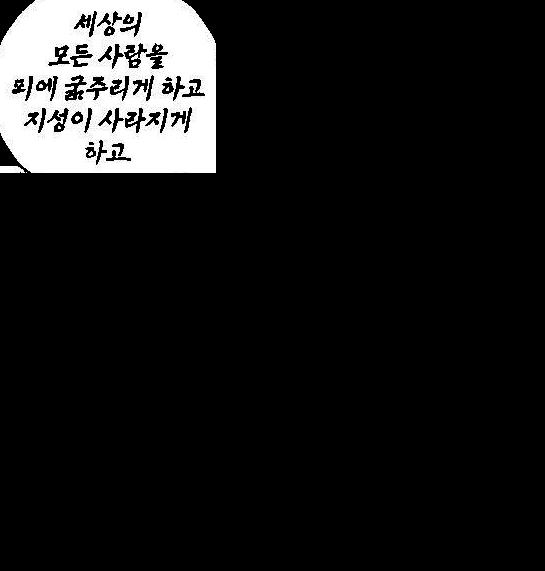 세상의
모든 사람을
피에 굶주리게 하고
지성이 사라지게
하고